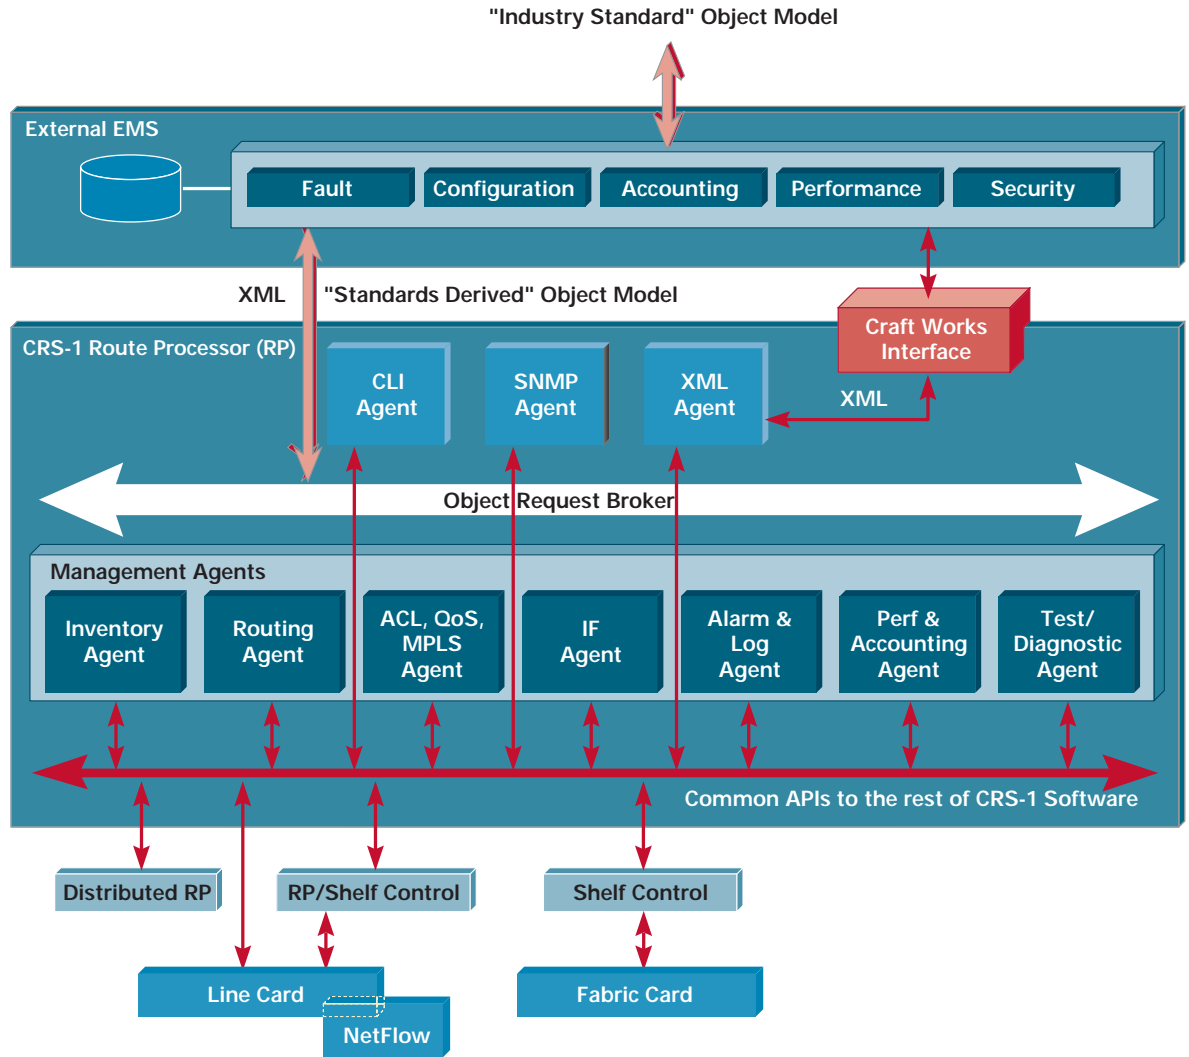 "Industry Standard" Object Model
External EMS
Fault
Configuration
Accounting
Performance
Security
XML
"Standards Derived" Object Model
Craft Works
Interface
CRS-1 Route Processor (RP)
CLI
Agent
SNMP
Agent
XML
Agent
XML
Object Request Broker
Management Agents
Inventory
Agent
Routing
Agent
ACL, QoS,
MPLS
Agent
IF
Agent
Alarm &
Log
Agent
Perf &
Accounting
Agent
Test/
Diagnostic
Agent
Common APIs to the rest of CRS-1 Software
Distributed RP
RP/Shelf Control
Shelf Control
Line Card
Fabric Card
NetFlow